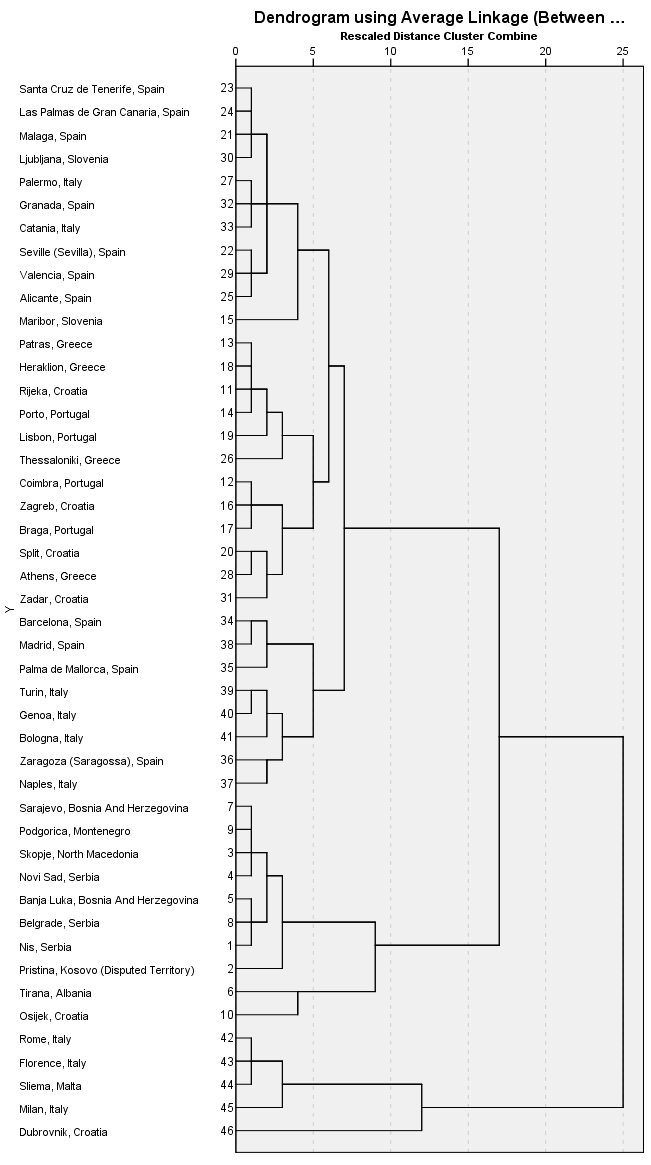 Dendrogram using Average Linkage (Between ...
Rescaled Distance Cluster Combine
0 5 10 15 20 25
Santa Cruz de Tenerife, Spain 23
Las Palmas de Gran Canaria, Spain 24
Malaga, Spain 21
Ljubljana, Slovenia 30
Palermo, Italy 27
Granada, Spain 32
Catania, Italy 33
Seville (Sevilla), Spain 22
Valencia, Spain 29
Alicante, Spain 25
Maribor, Slovenia 15
Patras, Greece 13
Heraklion, Greece 18
Rijeka, Croatia 11
Porto, Portugal 14
Lisbon, Portugal 19
Thessaloniki, Greece 26
Coimbra, Portugal 12
Zagreb, Croatia 16
Braga, Portugal 17
Split, Croatia 20
Athens, Greece 28
Zadar, Croatia 31
Y
Barcelona, Spain 34
Madrid, Spain 38
Palma de Mallorca, Spain 35
Turin, Italy 39
Genoa, Italy 40
Bologna, Italy 41
Zaragoza (Saragossa), Spain 36
Naples, Italy 37
Sarajevo, Bosnia And Herzegovina 7
Podgorica, Montenegro 9
Skopje, North Macedonia 3
Novi Sad, Serbia 4
Banja Luka, Bosnia And Herzegovina 5
Belgrade, Serbia 8
Nis, Serbia 1
Pristina, Kosovo (Disputed Territory) 2
Tirana, Albania 6
Osijek, Croatia 10
Rome, Italy 42
Florence, Italy 43
Sliema, Malta 44
Milan, Italy 45
Dubrovnik, Croatia 46